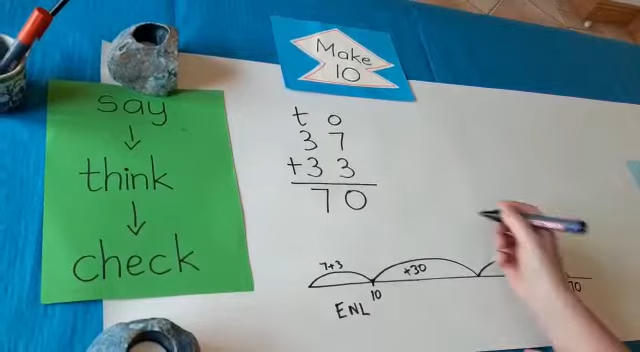 say
↓
think
↓
check
Make
10
t o
3 7
+3 3
7 0
7+3
+30
10
70
ENL